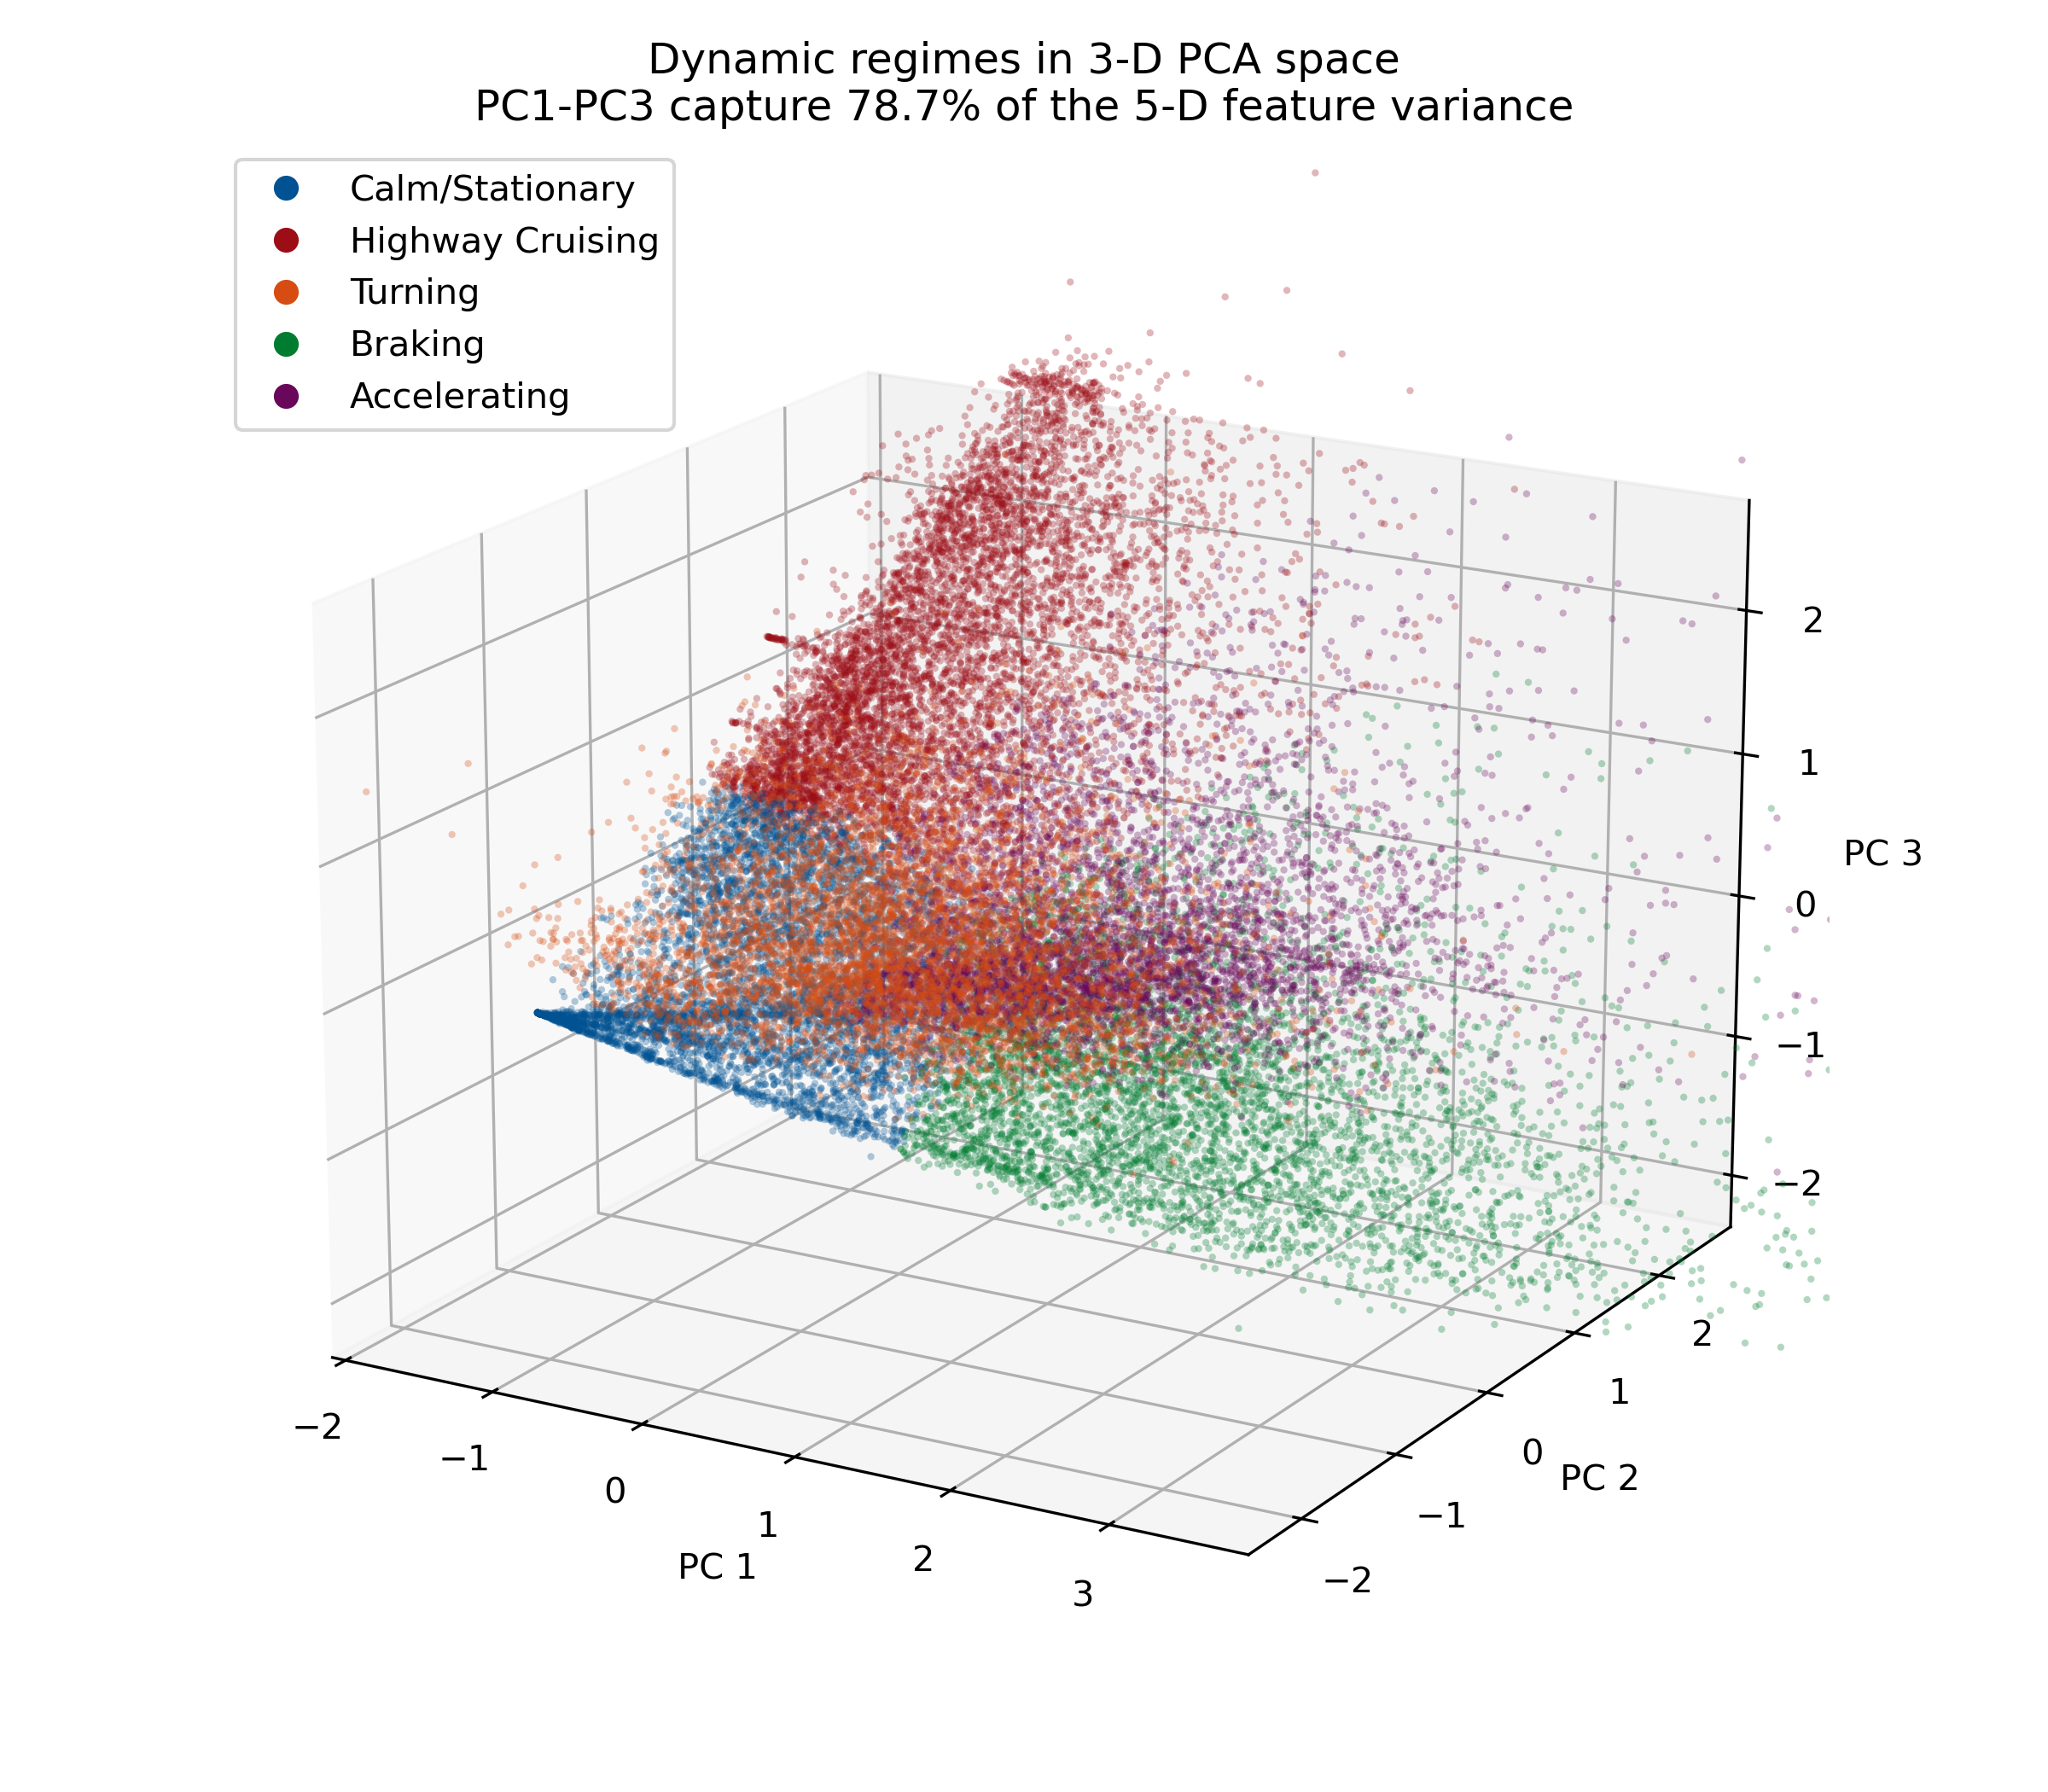 Dynamic regimes in 3-D PCA space
PC1-PC3 capture 78.7% of the 5-D feature variance
Calm/Stationary
Highway Cruising
Turning
Braking
Accelerating
2
1
0
−1
−2
PC 3
2
1
0
−1
−2
PC 2
−2
−1
0
1
2
3
PC 1